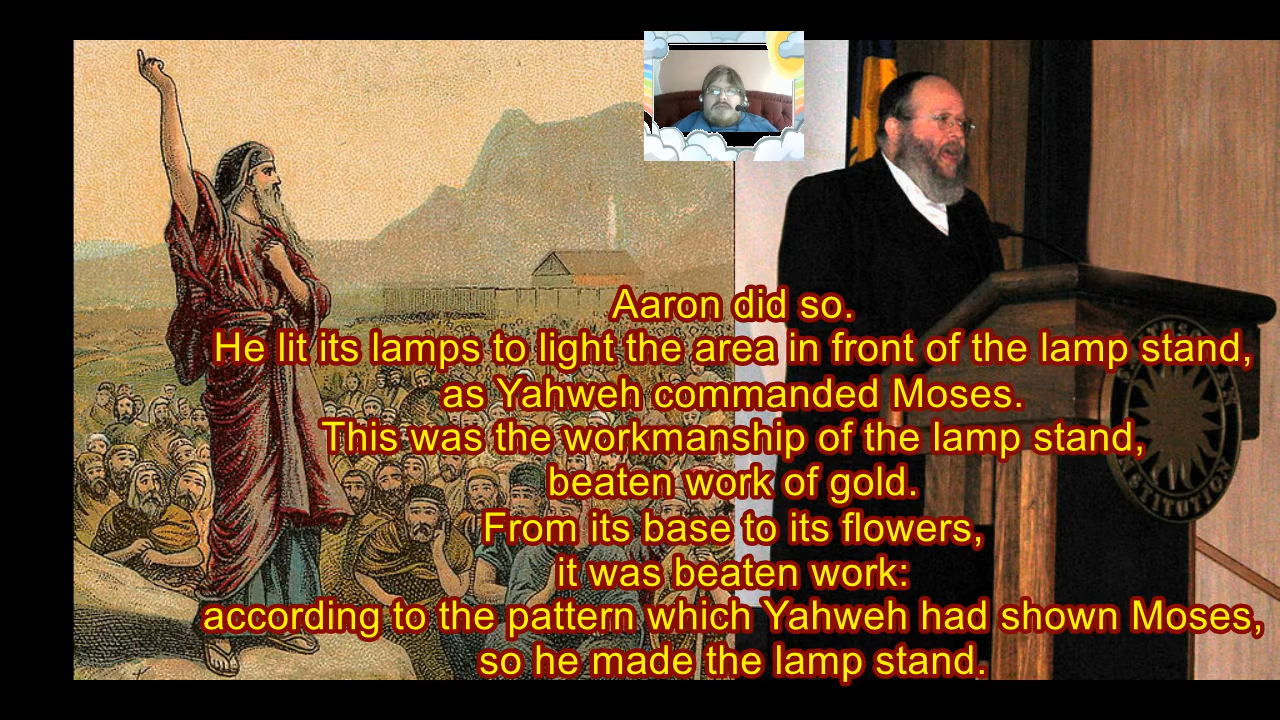 Aaron did so.
He lit its lamps to light the area in front of the lamp stand,
as Yahweh commanded Moses.
This was the workmanship of the lamp stand,
beaten work of gold.
From its base to its flowers,
it was beaten work:
according to the pattern which Yahweh had shown Moses,
so he made the lamp stand.